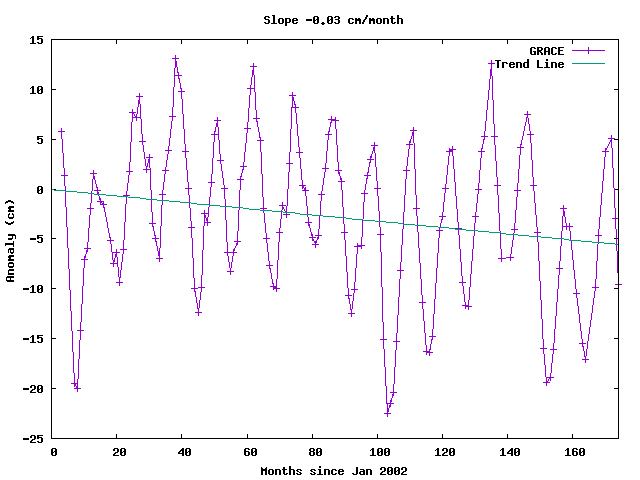 Slope -0.03 cm/month
GRACE
Trend Line
15
10
5
0
-5
-10
-15
-20
-25
Anomaly (cm)
0 20 40 60 80 100 120 140 160
Months since Jan 2002